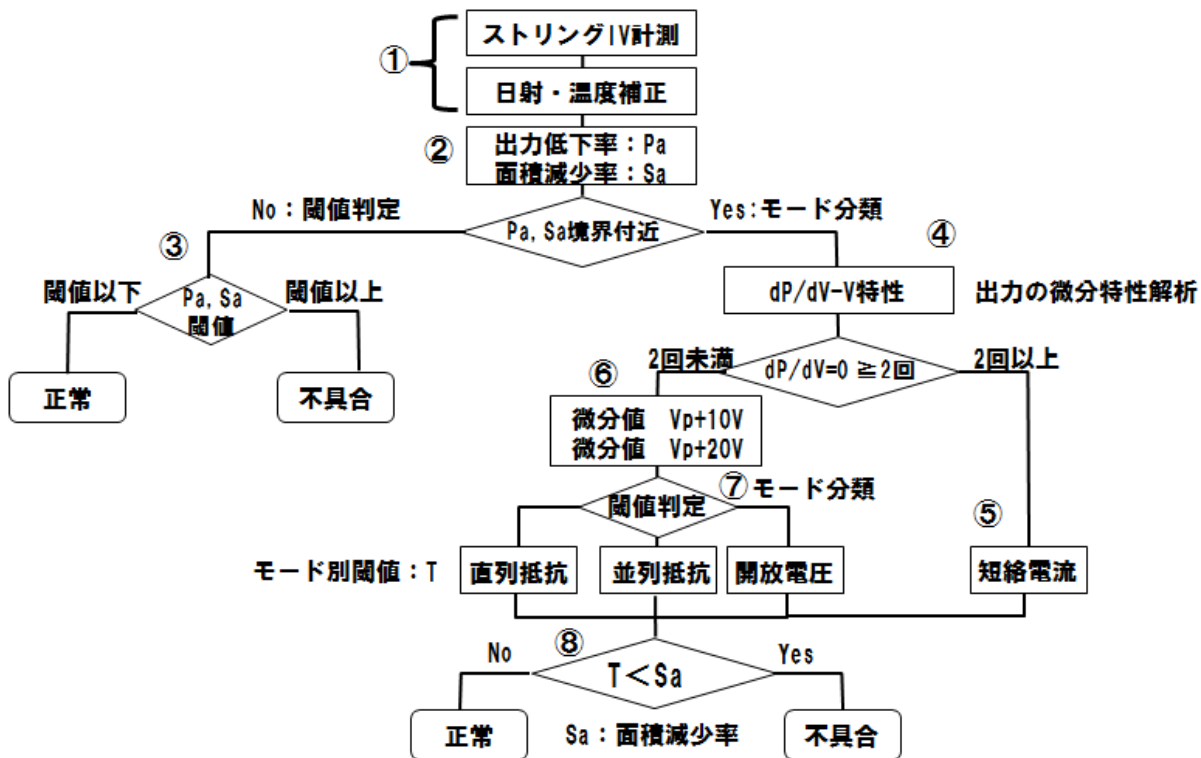 ストリングIV計測
①
日射・温度補正
②
出力低下率：Pa
面積減少率：Sa
No：閾値判定
Yes:モード分類
Pa,Sa境界付近
③
④
閾値以下
Pa,Sa
閾値
閾値以上
dP/dV-V特性
出力の微分特性解析
正常
不具合
2回未満
dP/dV=0 ≧2回
2回以上
⑥
微分値 Vp+10V
微分値 Vp+20V
⑦モード分類
閾値判定
⑤
モード別閾値：T
直列抵抗
並列抵抗
開放電圧
短絡電流
⑧
No
T＜Sa
Yes
正常
Sa：面積減少率
不具合